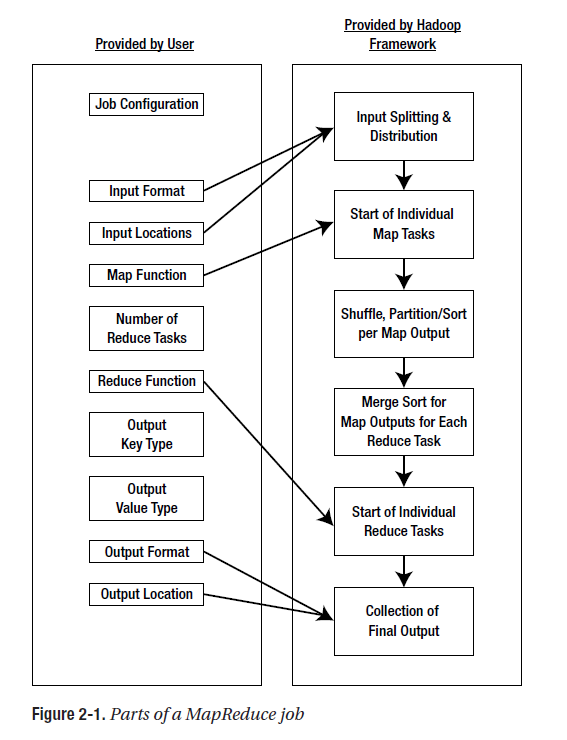 Provided by User
Provided by Hadoop
Framework
Job Configuration
Input Format
Input Locations
Map Function
Number of
Reduce Tasks
Reduce Function
Output
Key Type
Output
Value Type
Output Format
Output Location
Input Splitting &
Distribution
Start of Individual
Map Tasks
Shuffle, Partition/Sort
per Map Output
Merge Sort for
Map Outputs for Each
Reduce Task
Start of Individual
Reduce Tasks
Collection of
Final Output
Figure 2-1. Parts of a MapReduce job